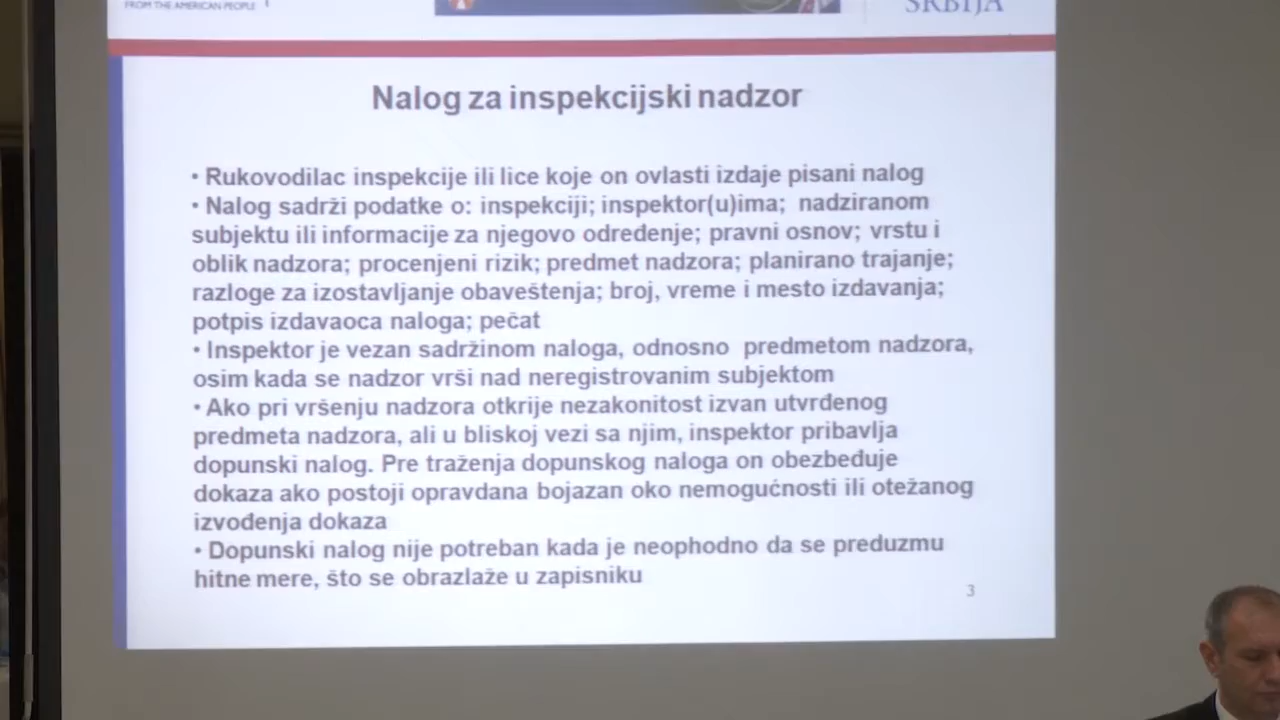 FROM THE AMERICAN PEOPLE
SRBIJA
Nalog za inspekcijski nadzor
• Rukovodilac inspekcije ili lice koje on ovlasti izdaje pisani nalog
• Nalog sadrži podatke o: inspekciji; inspektor(u)ima; nadziranom
subjektu ili informacije za njegovo određenje; pravni osnov; vrstu i
oblik nadzora; procenjeni rizik; predmet nadzora; planirano trajanje;
razloge za izostavljanje obaveštenja; broj, vreme i mesto izdavanja;
potpis izdavaoca naloga; pečat
• Inspektor je vezan sadržinom naloga, odnosno predmetom nadzora,
osim kada se nadzor vrši nad neregistrovanim subjektom
• Ako pri vršenju nadzora otkrije nezakonitost izvan utvrđenog
predmeta nadzora, ali u bliskoj vezi sa njim, inspektor pribavlja
dopunski nalog. Pre traženja dopunskog naloga on obezbeđuje
dokaza ako postoji opravdana bojazan oko nemogućnosti ili otežanog
izvođenja dokaza
• Dopunski nalog nije potreban kada je neophodno da se preduzmu
hitne mere, što se obrazlaže u zapisniku
3